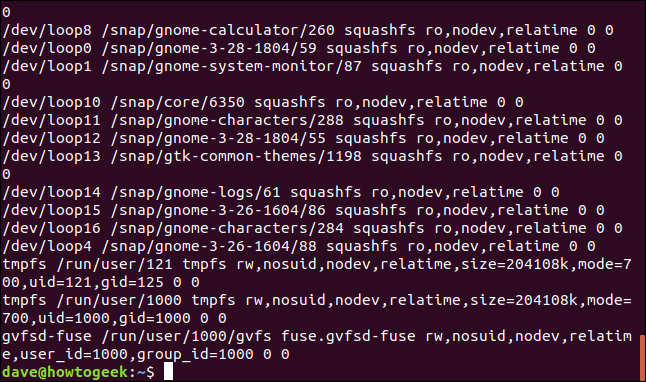 0
/dev/loop8 /snap/gnome-calculator/260 squashfs ro,nodev,relatime 0 0
/dev/loop0 /snap/gnome-3-28-1804/59 squashfs ro,nodev,relatime 0 0
/dev/loop1 /snap/gnome-system-monitor/87 squashfs ro,nodev,relatime 0
0
/dev/loop10 /snap/core/6350 squashfs ro,nodev,relatime 0 0
/dev/loop11 /snap/gnome-characters/288 squashfs ro,nodev,relatime 0 0
/dev/loop12 /snap/gnome-3-28-1804/55 squashfs ro,nodev,relatime 0 0
/dev/loop13 /snap/gtk-common-themes/1198 squashfs ro,nodev,relatime 0
0
/dev/loop14 /snap/gnome-logs/61 squashfs ro,nodev,relatime 0 0
/dev/loop15 /snap/gnome-3-26-1604/86 squashfs ro,nodev,relatime 0 0
/dev/loop16 /snap/gnome-characters/284 squashfs ro,nodev,relatime 0 0
/dev/loop4 /snap/gnome-3-26-1604/88 squashfs ro,nodev,relatime 0 0
tmpfs /run/user/121 tmpfs rw,nosuid,nodev,relatime,size=204108k,mode=7
00,uid=121,gid=125 0 0
tmpfs /run/user/1000 tmpfs rw,nosuid,nodev,relatime,size=204108k,mode=
700,uid=1000,gid=1000 0 0
gvfsd-fuse /run/user/1000/gvfs fuse.gvfsd-fuse rw,nosuid,nodev,relatim
e,user_id=1000,group_id=1000 0 0
dave@howtogeek:~$